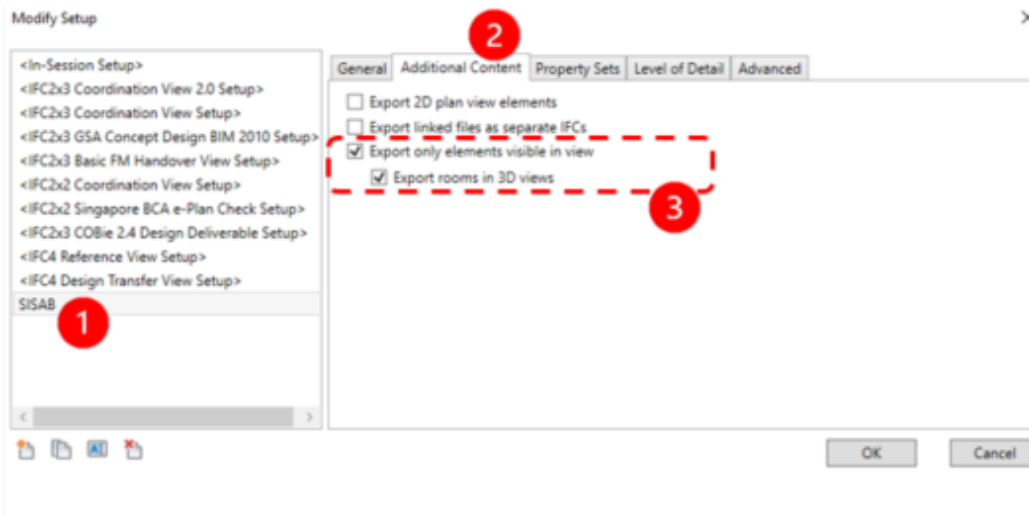 Modify Setup
2
<In-Session Setup>
<IFC2x3 Coordination View 2.0 Setup>
<IFC2x3 Coordination View Setup>
<IFC2x3 GSA Concept Design BIM 2010 Setup>
<IFC2x3 Basic FM Handover View Setup>
<IFC2x2 Coordination View Setup>
<IFC2x2 Singapore BCA e-Plan Check Setup>
<IFC2x3 COBie 2.4 Design Deliverable Setup>
<IFC4 Reference View Setup>
<IFC4 Design Transfer View Setup>
SISAB
1
General Additional Content Property Sets Level of Detail Advanced
Export 2D plan view elements
Export linked files as separate IFCs
Export only elements visible in view
Export rooms in 3D views
3
OK Cancel